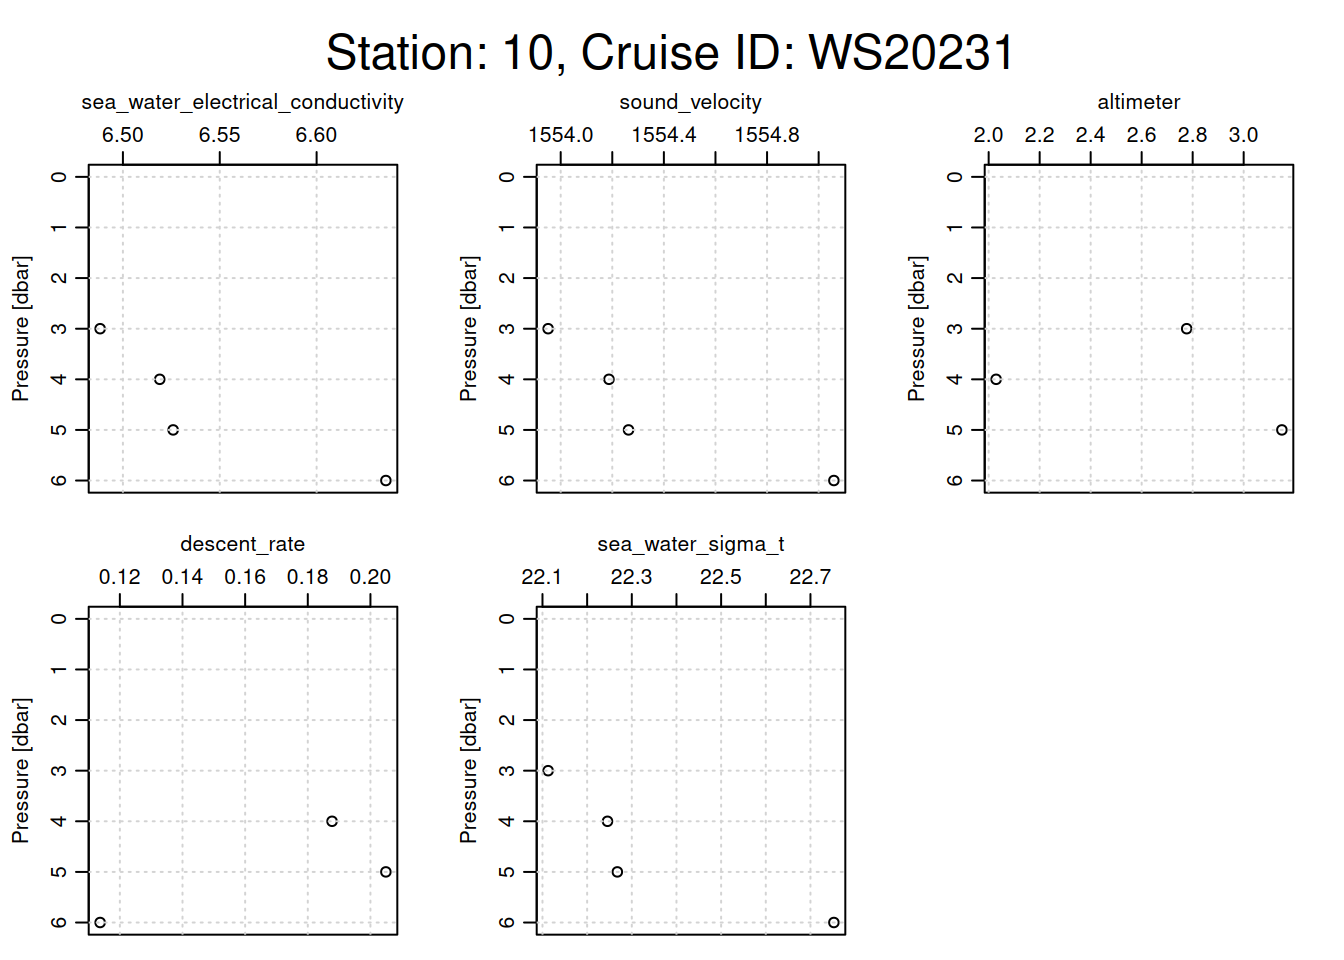 Station: 10, Cruise ID: WS20231
sea_water_electrical_conductivity
6.50 6.55 6.60
Pressure [dbar]
0
1
2
3
4
5
6
sound_velocity
1554.0 1554.4 1554.8
Pressure [dbar]
0
1
2
3
4
5
6
altimeter
2.0 2.2 2.4 2.6 2.8 3.0
Pressure [dbar]
0
1
2
3
4
5
6
descent_rate
0.12 0.14 0.16 0.18 0.20
Pressure [dbar]
0
1
2
3
4
5
6
sea_water_sigma_t
22.1 22.3 22.5 22.7
Pressure [dbar]
0
1
2
3
4
5
6